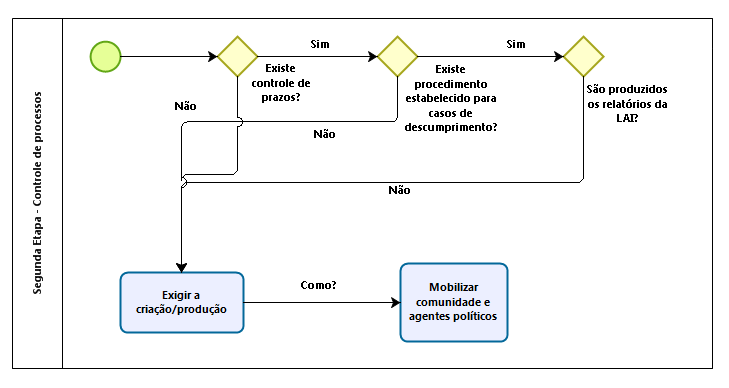 Segunda Etapa - Controle de processos
Sim
Sim
Existe
controle de
prazos?
Existe
procedimento
estabelecido para
casos de
descumprimento?
São produzidos
os relatórios da
LAI?
Não
Não
Não
Exigir a
criação/produção
Como?
Mobilizar
comunidade e
agentes políticos